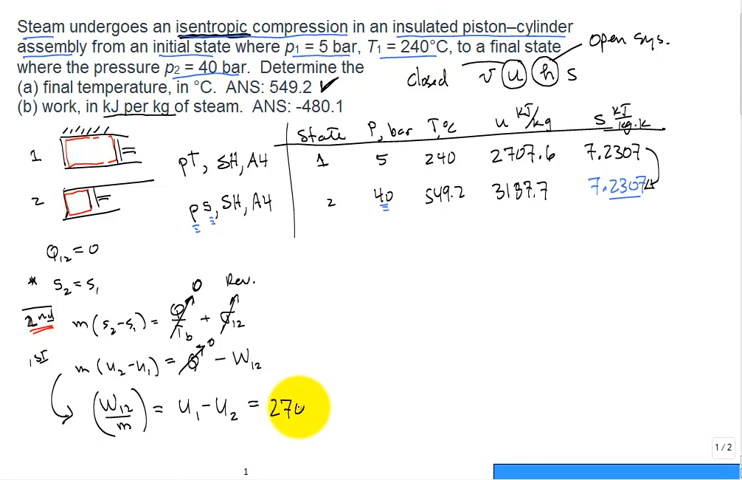 Steam undergoes an isentropic compression in an insulated piston–cylinder
assembly from an initial state where p₁ = 5 bar, T₁ = 240°C, to a final state
where the pressure p₂ = 40 bar. Determine the
(a) final temperature, in °C. ANS: 549.2 ✓
(b) work, in kJ per kg of steam. ANS: -480.1
open sys.
closed v u h s
State P, bar T, °C u kJ/kg s kJ/kg·K
1 pT, SH, A4 1 5 240 2707.6 7.2307
2 ps, SH, A4 2 40 549.2 3187.7 7.2307
Q₁₂ = 0
* s₂ = s₁
0 Rev.
2nd m(s₂-s₁) = Q/T_b + σ₁₂
1st m(u₂-u₁) = Q→0 - W₁₂
(W₁₂/m) = u₁ - u₂ = 270
1 / 2
1